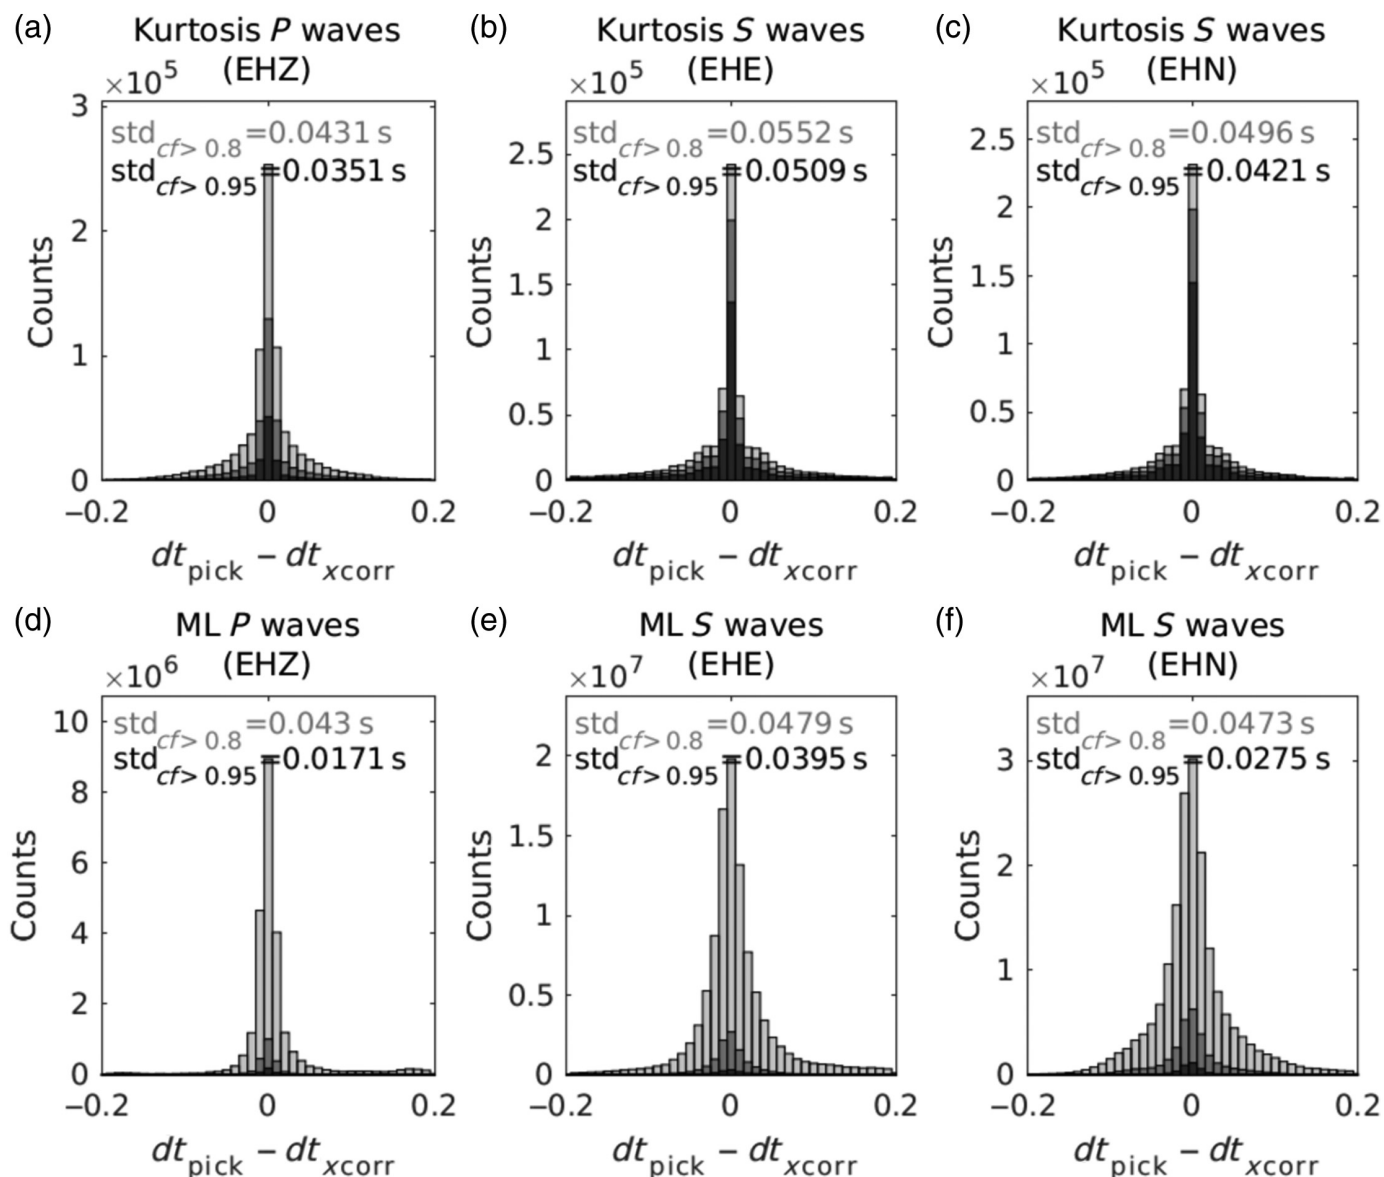 (a) Kurtosis P waves
(EHZ)
×10^5
std_cf> 0.8=0.0431 s
std_cf> 0.95=0.0351 s
3
2
1
0
Counts
−0.2 0 0.2
dt_pick − dt_xcorr
(b) Kurtosis S waves
(EHE)
×10^5
std_cf> 0.8=0.0552 s
std_cf> 0.95=0.0509 s
2.5
2
1.5
1
0.5
0
Counts
−0.2 0 0.2
dt_pick − dt_xcorr
(c) Kurtosis S waves
(EHN)
×10^5
std_cf> 0.8=0.0496 s
std_cf> 0.95=0.0421 s
2.5
2
1.5
1
0.5
0
Counts
−0.2 0 0.2
dt_pick − dt_xcorr
(d) ML P waves
(EHZ)
×10^6
std_cf> 0.8=0.043 s
std_cf> 0.95=0.0171 s
10
8
6
4
2
0
Counts
−0.2 0 0.2
dt_pick − dt_xcorr
(e) ML S waves
(EHE)
×10^7
std_cf> 0.8=0.0479 s
std_cf> 0.95=0.0395 s
2
1.5
1
0.5
0
Counts
−0.2 0 0.2
dt_pick − dt_xcorr
(f) ML S waves
(EHN)
×10^7
std_cf> 0.8=0.0473 s
std_cf> 0.95=0.0275 s
3
2
1
0
Counts
−0.2 0 0.2
dt_pick − dt_xcorr